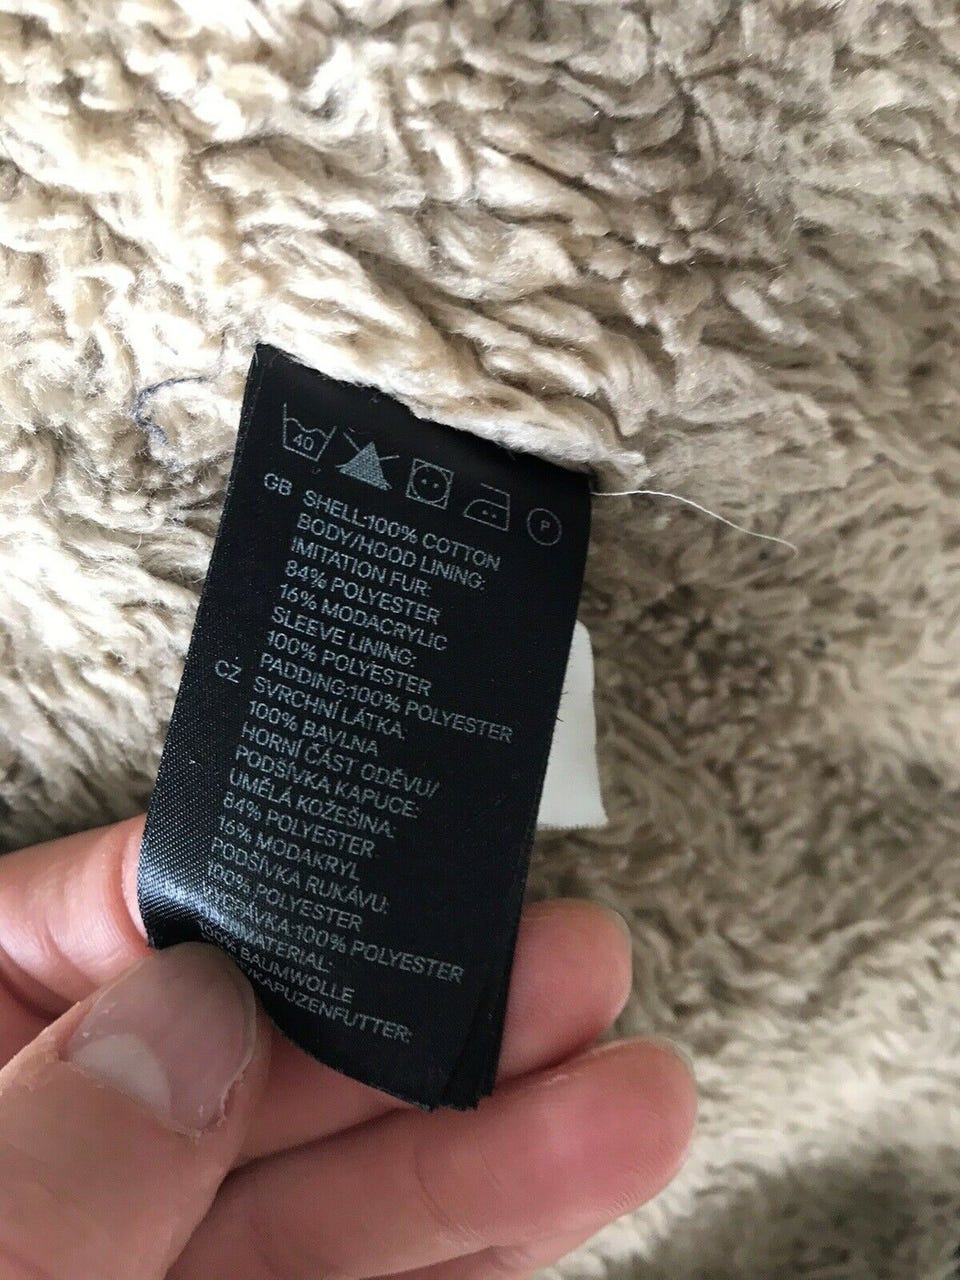 40
P
GB SHELL:100% COTTON
BODY/HOOD LINING:
IMITATION FUR:
84% POLYESTER
16% MODACRYLIC
SLEEVE LINING:
100% POLYESTER
PADDING:100% POLYESTER
CZ SVRCHNÍ LÁTKA:
100% BAVLNA
HORNÍ ČÁST ODĚVU/
PODŠÍVKA KAPUCE:
UMĚLÁ KOŽEŠINA:
84% POLYESTER
16% MODAKRYL
PODŠÍVKA RUKÁVU:
100% POLYESTER
100% POLYESTER
BAUMWOLLE
/KAPUZENFUTTER: